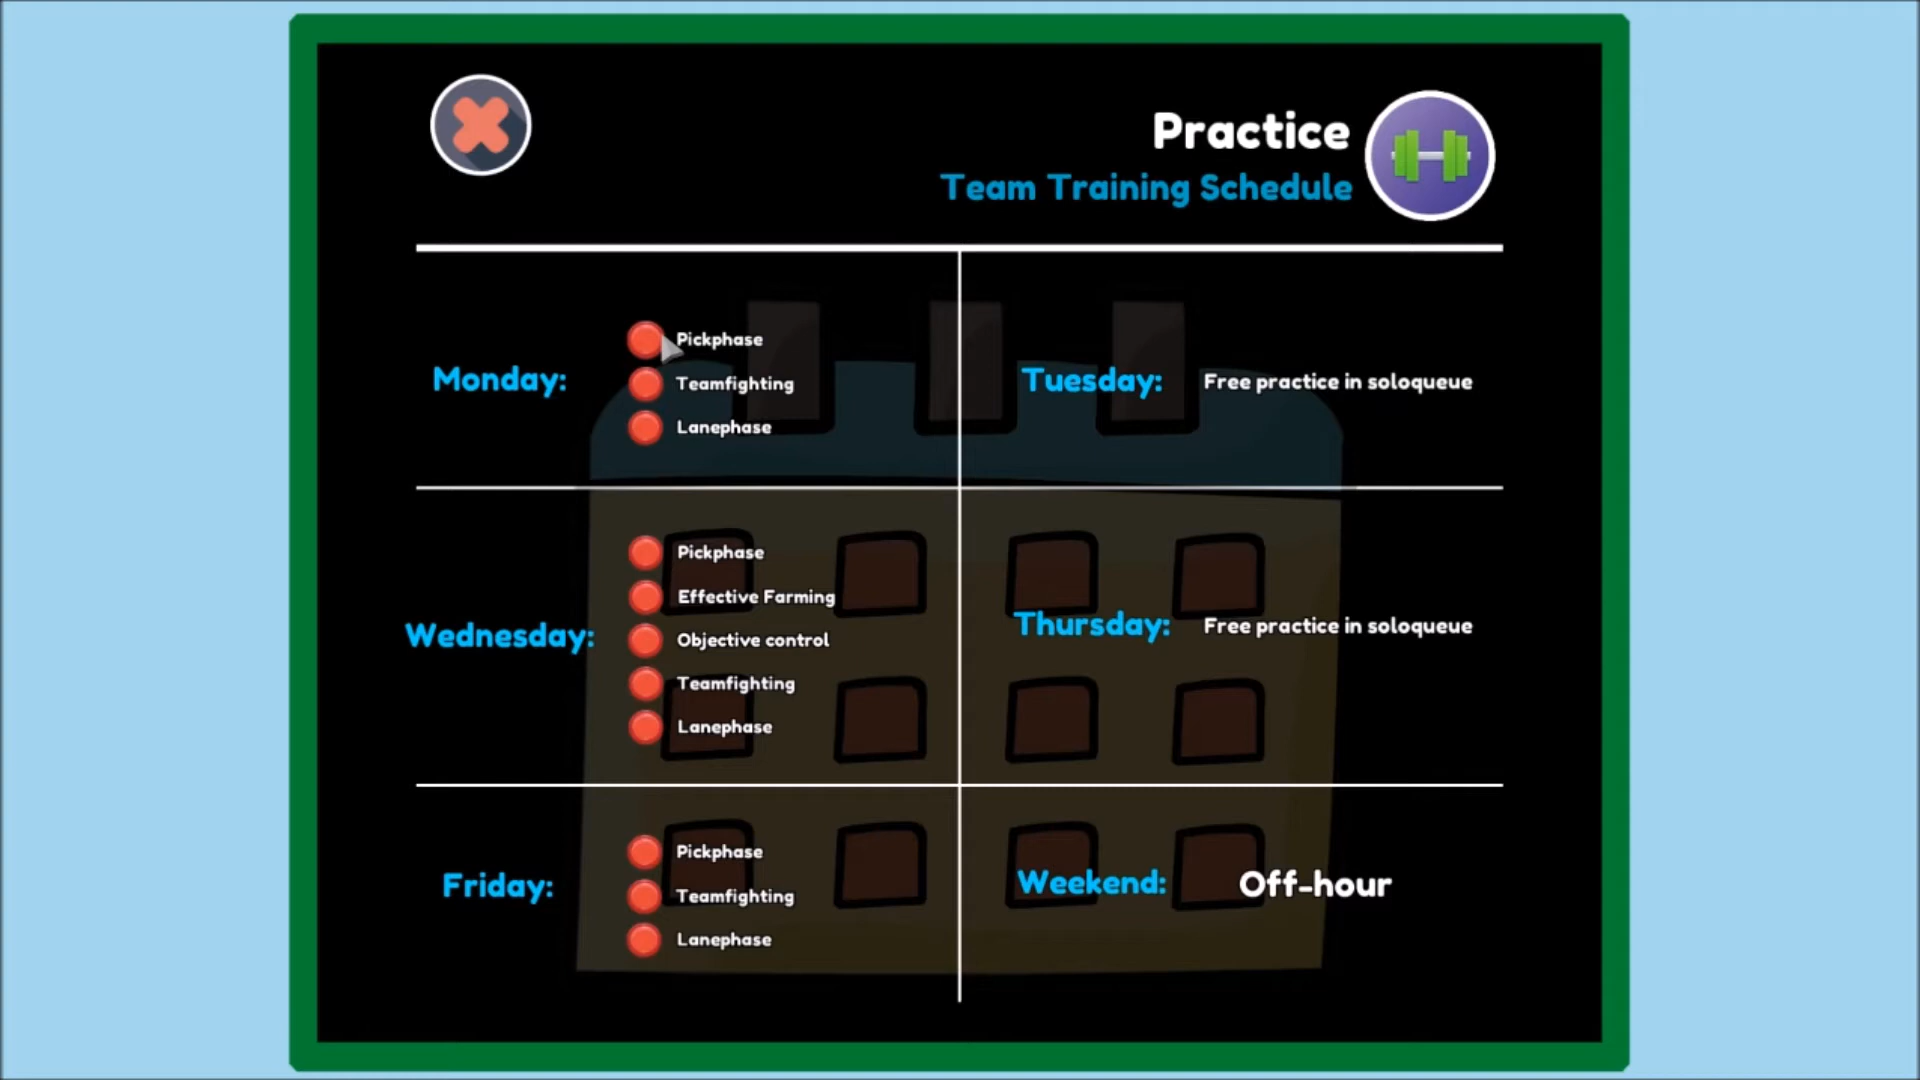 Practice
Team Training Schedule
Monday:
Pickphase
Teamfighting
Lanephase
Tuesday:
Free practice in soloqueue
Wednesday:
Pickphase
Effective Farming
Objective control
Teamfighting
Lanephase
Thursday:
Free practice in soloqueue
Friday:
Pickphase
Teamfighting
Lanephase
Weekend:
Off-hour